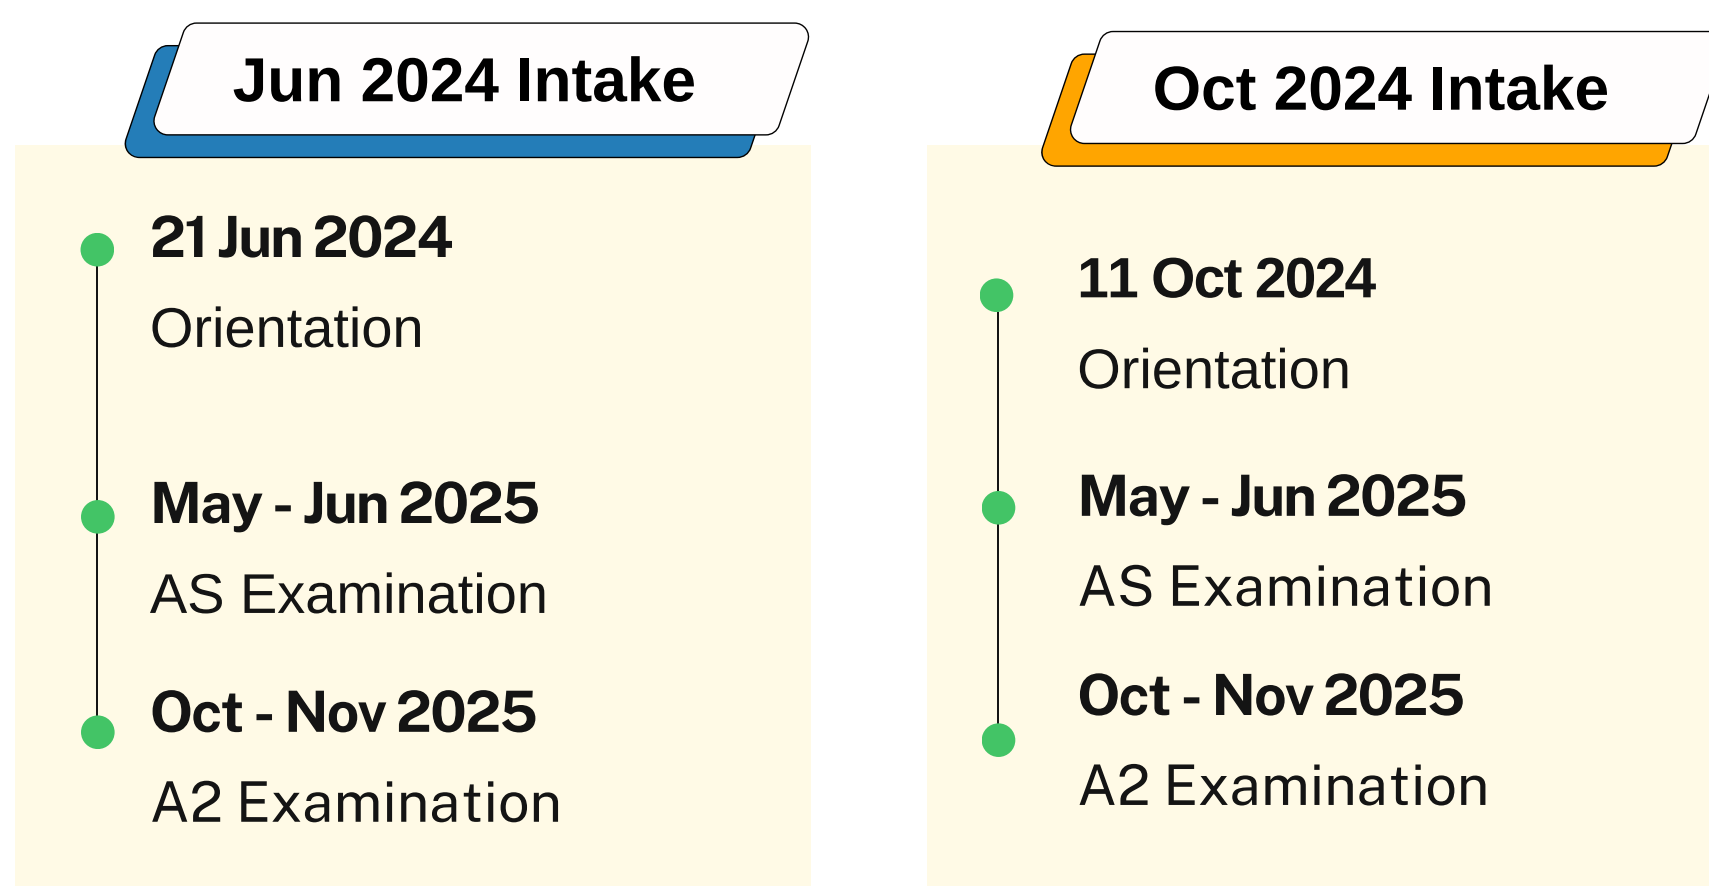 Jun 2024 Intake
21 Jun 2024
Orientation
May - Jun 2025
AS Examination
Oct - Nov 2025
A2 Examination
Oct 2024 Intake
11 Oct 2024
Orientation
May - Jun 2025
AS Examination
Oct - Nov 2025
A2 Examination